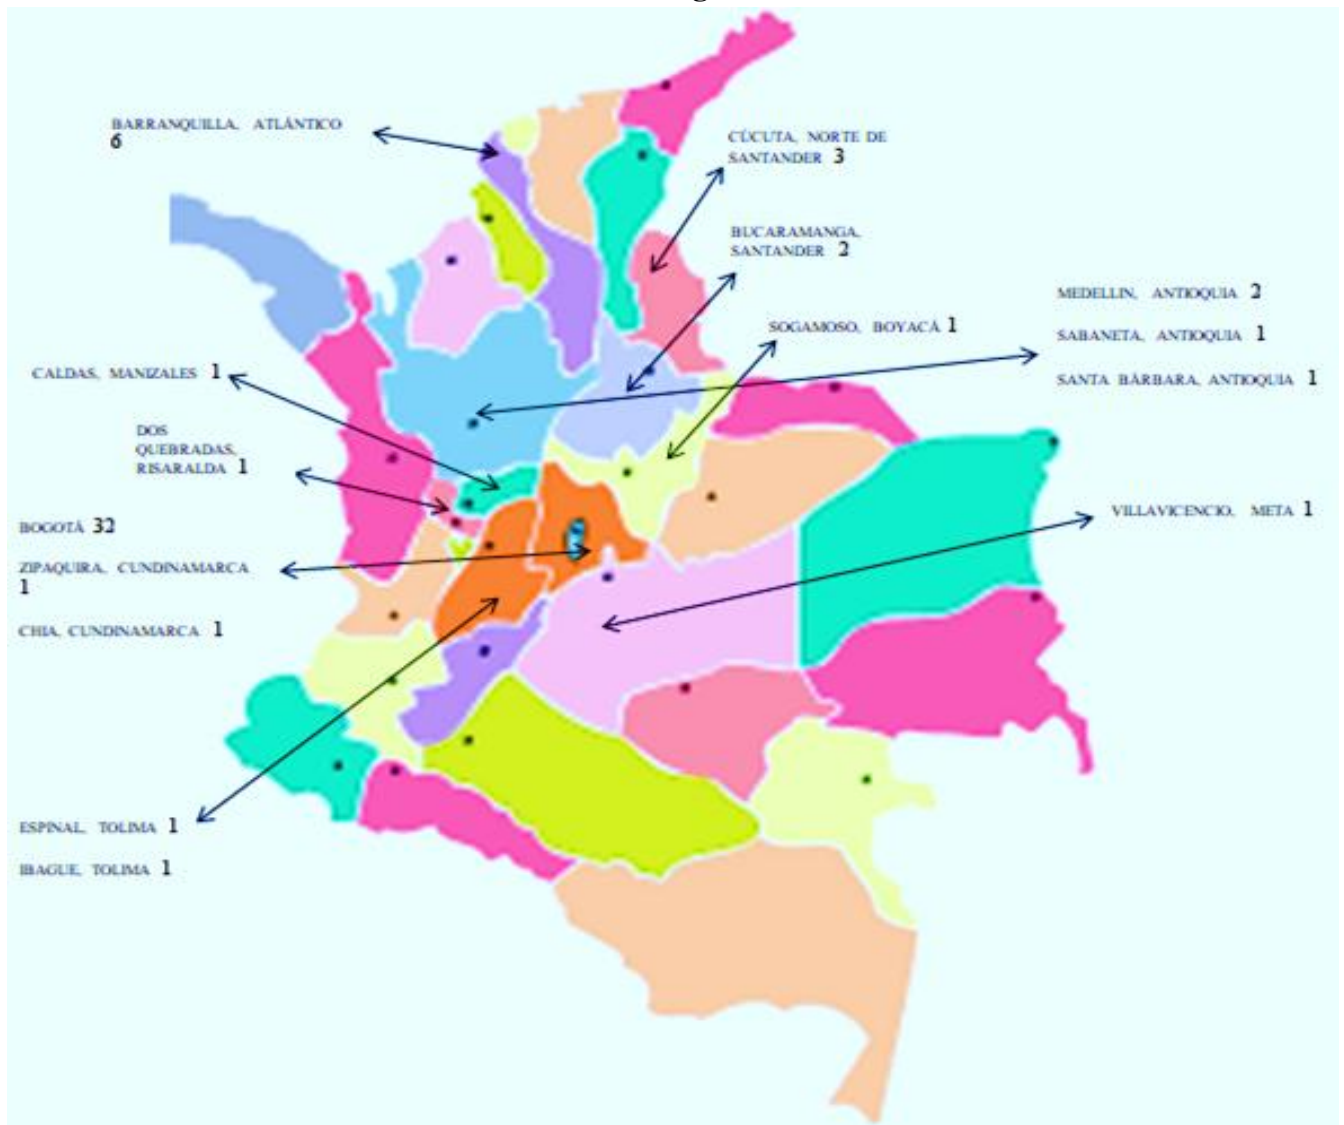 BARRANQUILLA, ATLÁNTICO
6
CÚCUTA, NORTE DE
SANTANDER 3
BUCARAMANGA,
SANTANDER 2
MEDELLIN, ANTIOQUIA 2
SABANETA, ANTIOQUIA 1
SANTA BÁRBARA, ANTIOQUIA 1
SOGAMOSO, BOYACÁ 1
CALDAS, MANIZALES 1
DOS
QUEBRADAS,
RISARALDA 1
BOGOTÁ 32
ZIPAQUIRA, CUNDINAMARCA
1
CHIA, CUNDINAMARCA 1
VILLAVICENCIO, META 1
ESPINAL, TOLIMA 1
IBAGUE, TOLIMA 1